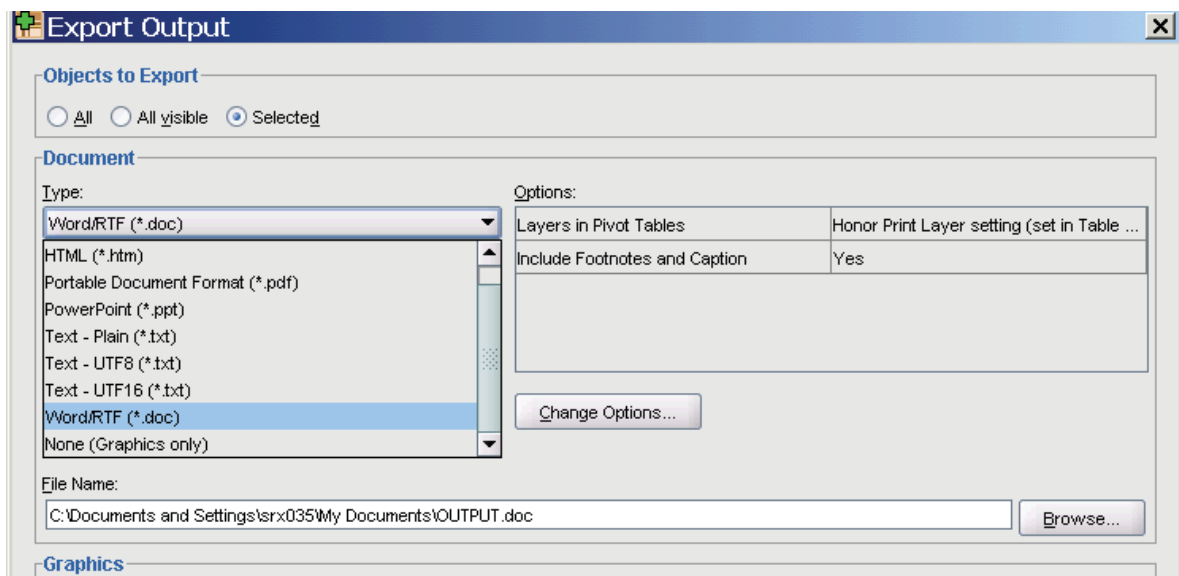 Export Output
Objects to Export
All All visible Selected
Document
Type:
Word/RTF (*.doc)
HTML (*.htm)
Portable Document Format (*.pdf)
PowerPoint (*.ppt)
Text - Plain (*.txt)
Text - UTF8 (*.txt)
Text - UTF16 (*.txt)
Word/RTF (*.doc)
None (Graphics only)
Options:
Layers in Pivot Tables Honor Print Layer setting (set in Table ...
Include Footnotes and Caption Yes
Change Options...
File Name:
C:\Documents and Settings\srx035\My Documents\OUTPUT.doc
Browse...
Graphics